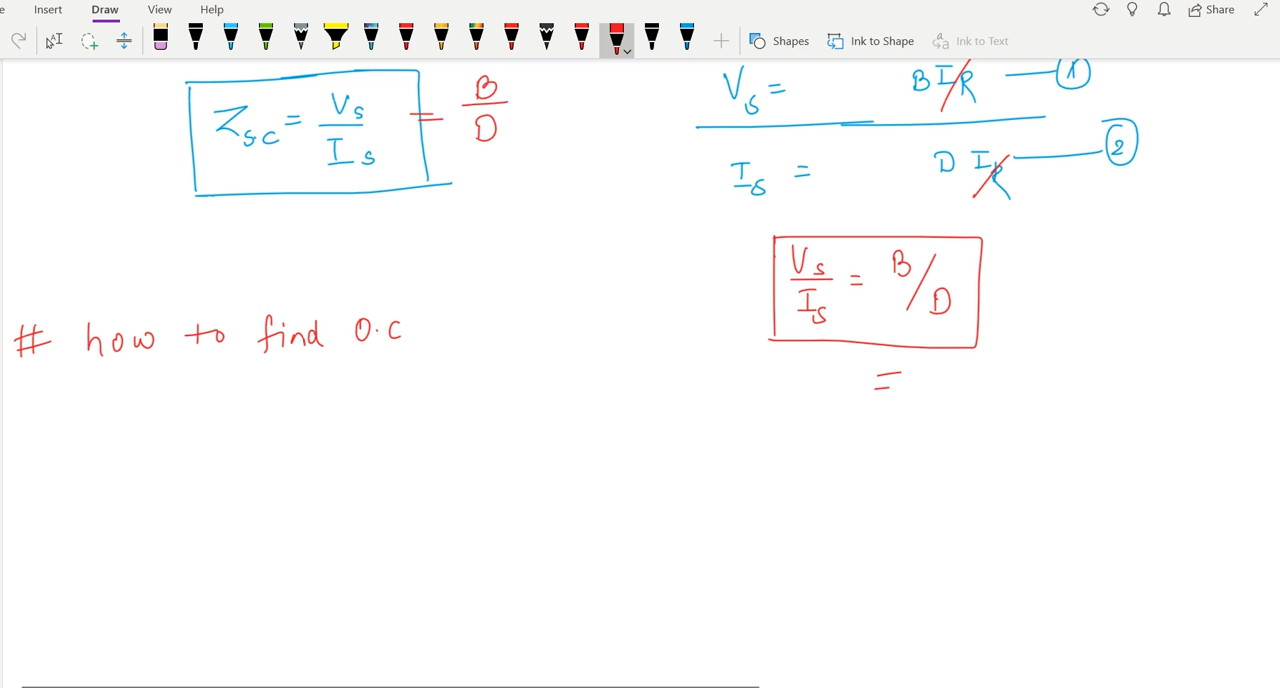 Insert Draw View Help Share
Shapes Ink to Shape Ink to Text
Zsc = Vs / Is = B / D
Vs = B IR — 1
Is = D IR — 2
Vs / Is = B / D
=
# how to find O.C